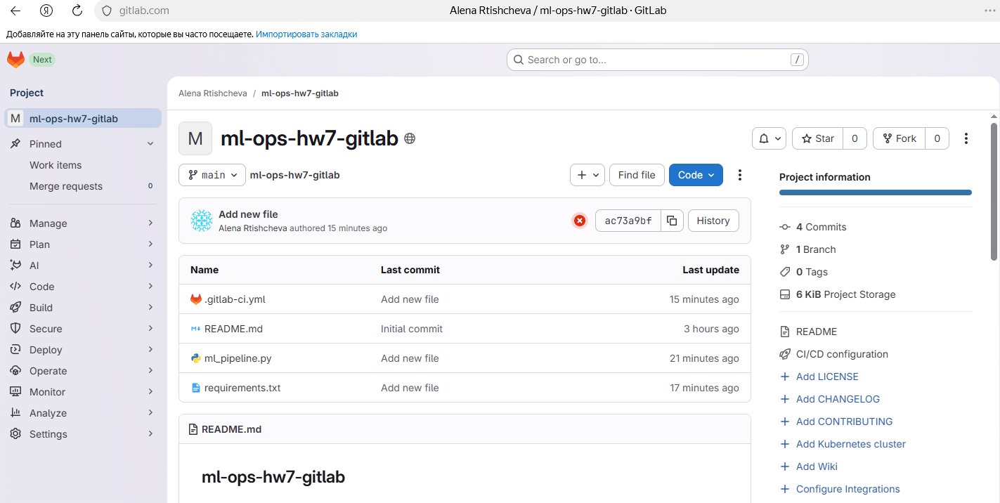 gitlab.com
Alena Rtishcheva / ml-ops-hw7-gitlab · GitLab
Добавляйте на эту панель сайты, которые вы часто посещаете. Импортировать закладки
Next
Search or go to...
/
Project
M ml-ops-hw7-gitlab
Pinned
Work items
Merge requests 0
Manage
Plan
AI
Code
Build
Secure
Deploy
Operate
Monitor
Analyze
Settings
Alena Rtishcheva / ml-ops-hw7-gitlab
M ml-ops-hw7-gitlab
Star 0 Fork 0
main ml-ops-hw7-gitlab
Find file Code
Add new file
Alena Rtishcheva authored 15 minutes ago
ac73a9bf History
Name Last commit Last update
.gitlab-ci.yml Add new file 15 minutes ago
README.md Initial commit 3 hours ago
ml_pipeline.py Add new file 21 minutes ago
requirements.txt Add new file 17 minutes ago
README.md
ml-ops-hw7-gitlab
Project information
4 Commits
1 Branch
0 Tags
6 KiB Project Storage
README
CI/CD configuration
+ Add LICENSE
+ Add CHANGELOG
+ Add CONTRIBUTING
+ Add Kubernetes cluster
+ Add Wiki
+ Configure Integrations